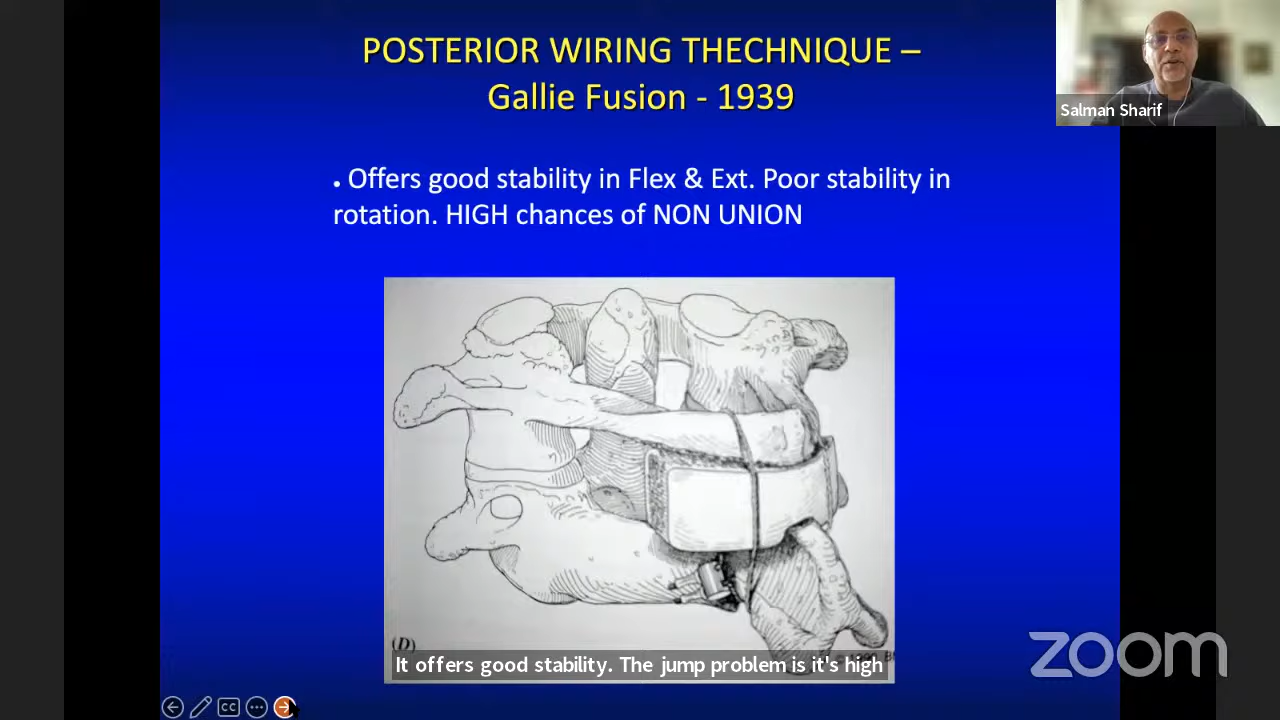 POSTERIOR WIRING THECHNIQUE –
Gallie Fusion - 1939
Salman Sharif
• Offers good stability in Flex & Ext. Poor stability in
rotation. HIGH chances of NON UNION
(D)
It offers good stability. The jump problem is it's high
zoom
CC